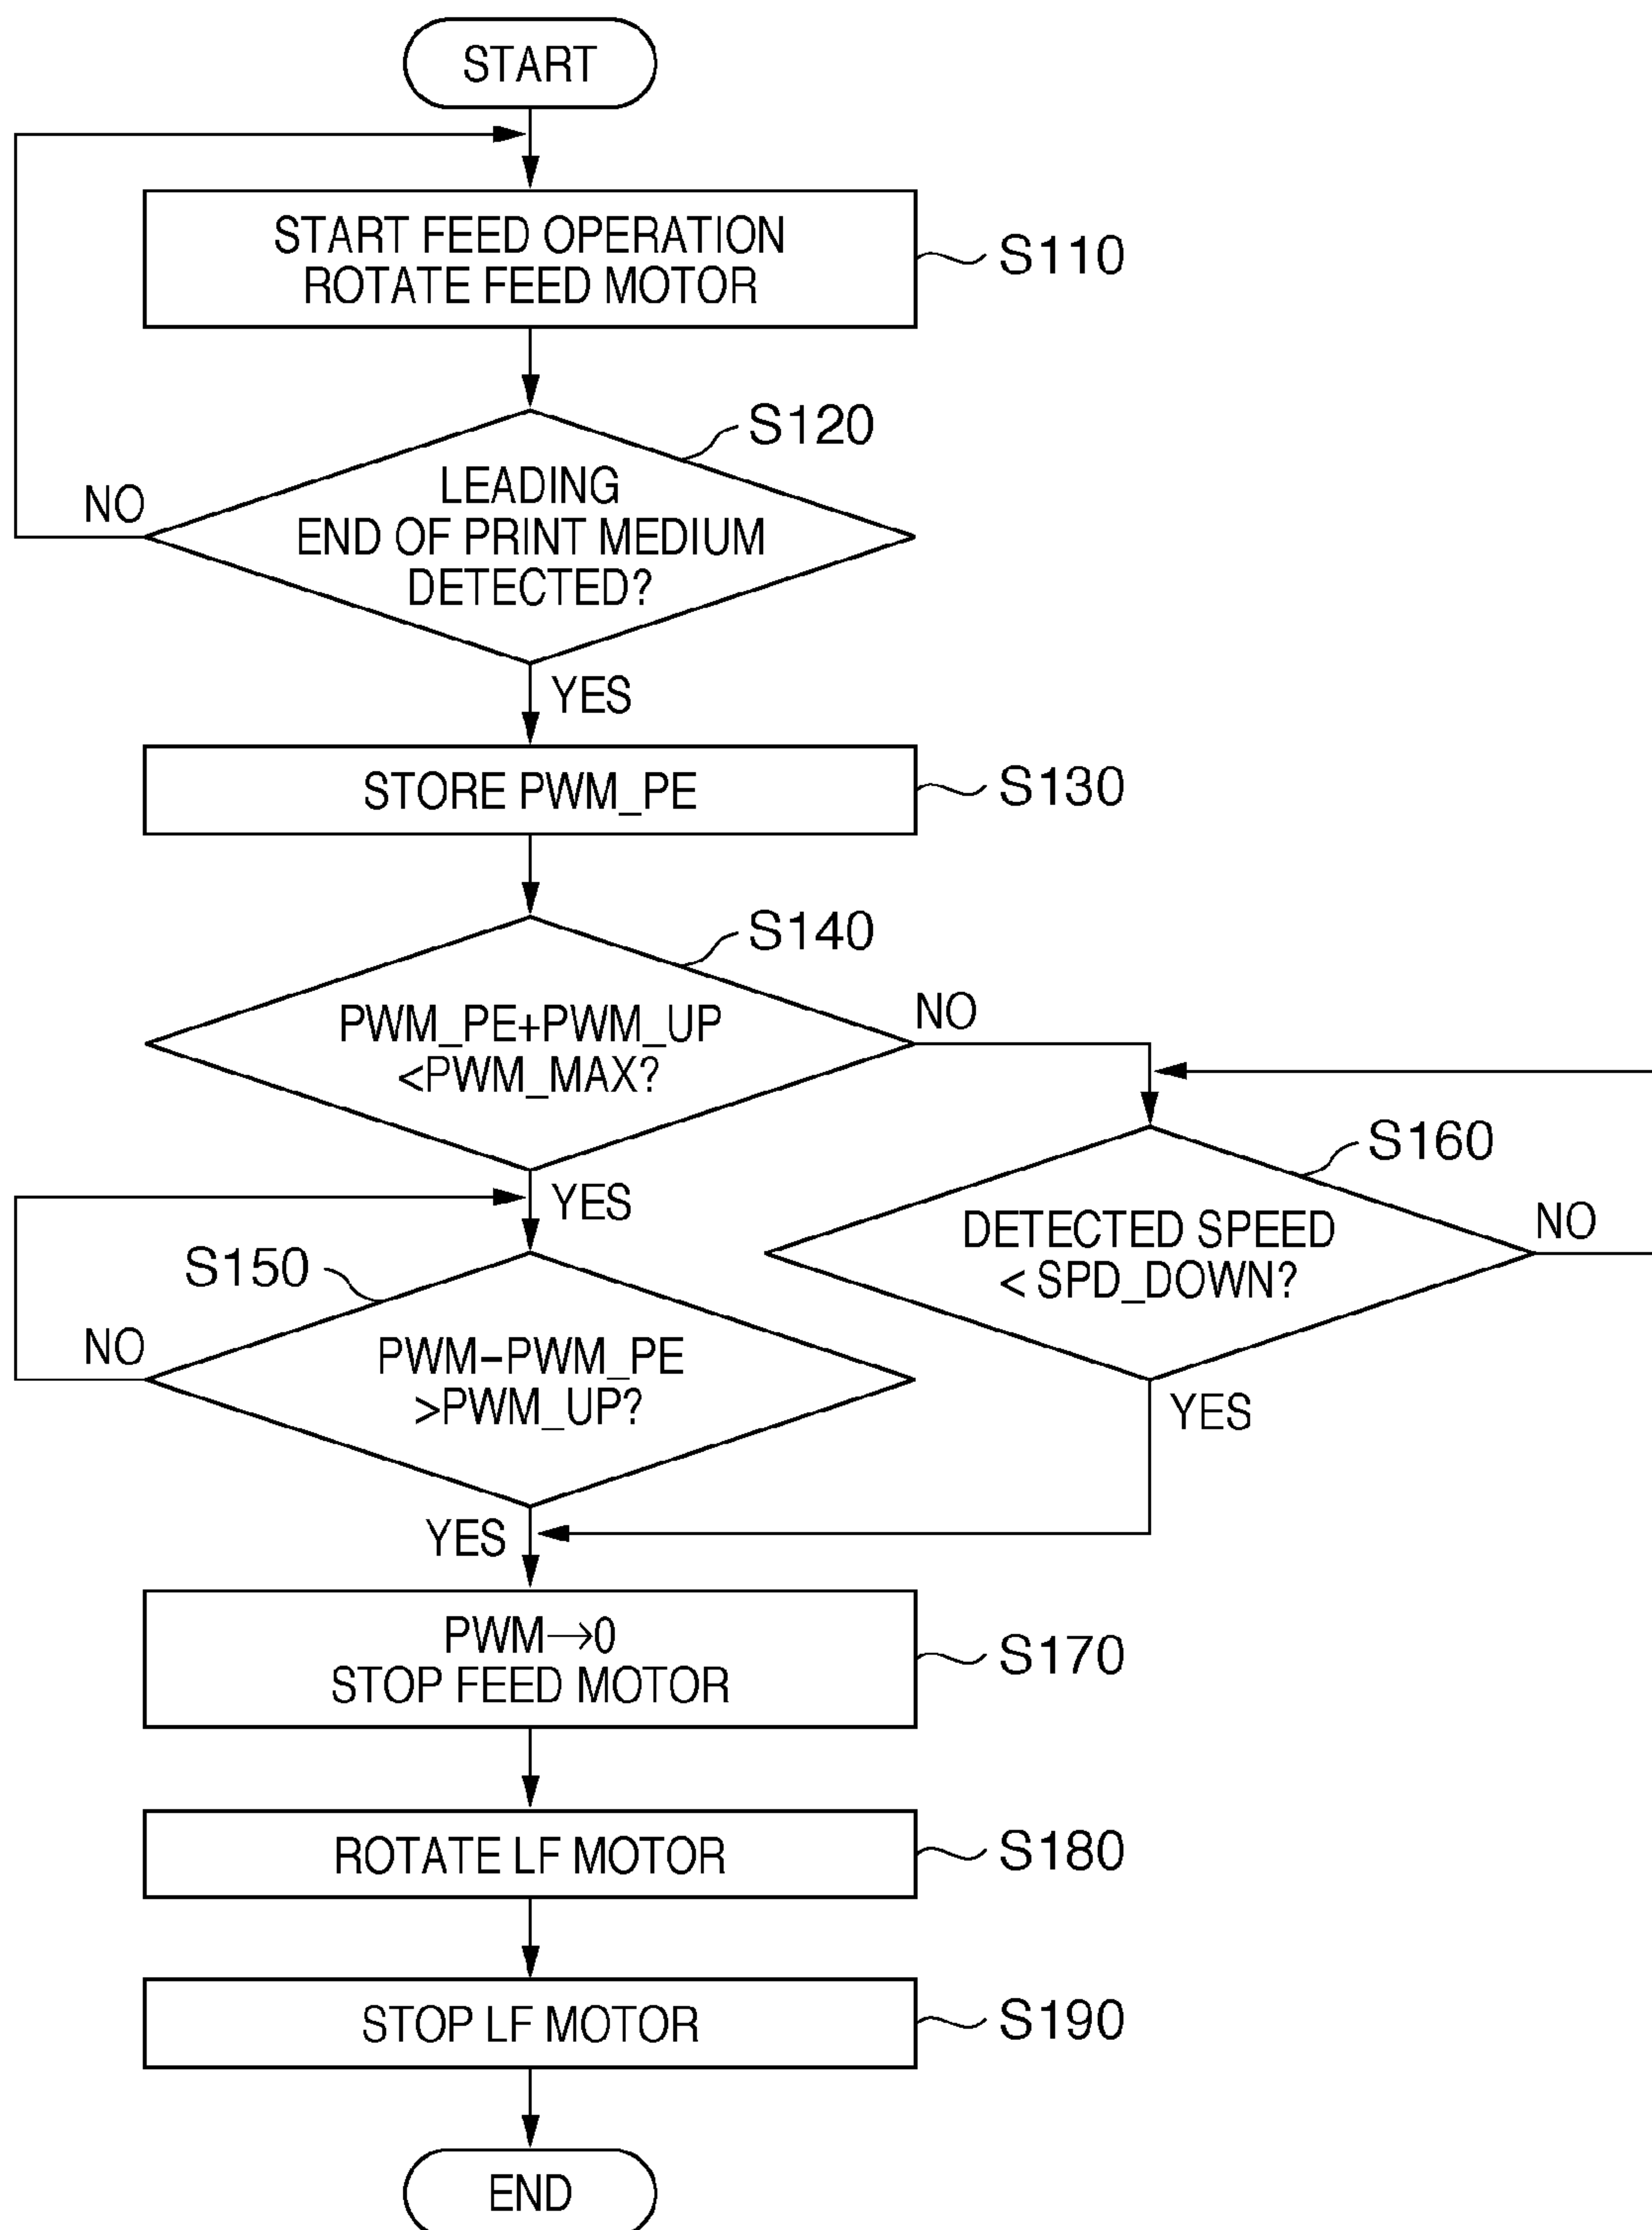 START
START FEED OPERATION
ROTATE FEED MOTOR
S110
S120
LEADING
END OF PRINT MEDIUM
DETECTED?
NO
YES
STORE PWM_PE
S130
S140
PWM_PE+PWM_UP
<PWM_MAX?
NO
YES
S160
DETECTED SPEED
< SPD_DOWN?
NO
YES
S150
PWM−PWM_PE
>PWM_UP?
NO
YES
PWM→0
STOP FEED MOTOR
S170
ROTATE LF MOTOR
S180
STOP LF MOTOR
S190
END